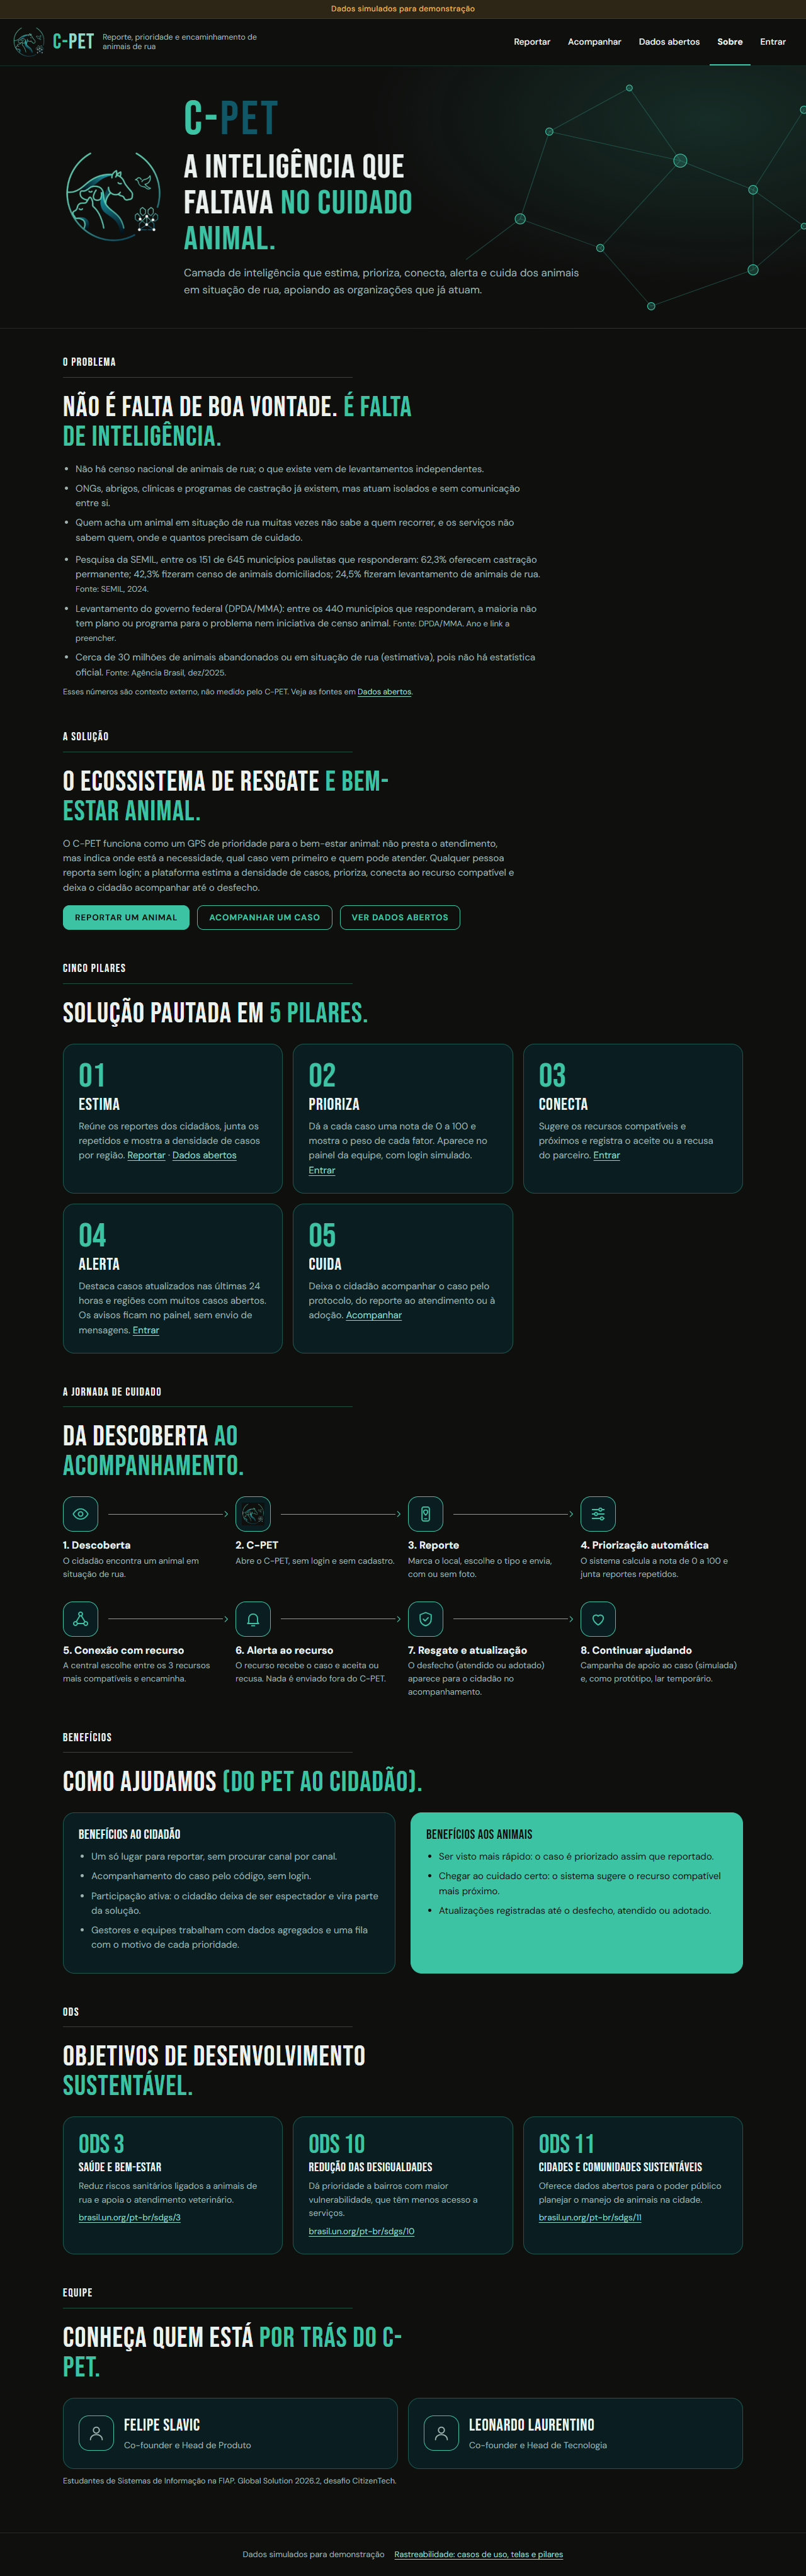 Dados simulados para demonstração
C-PET
Reporte, prioridade e encaminhamento de
animais de rua
Reportar
Acompanhar
Dados abertos
Sobre
Entrar
C-PET
A INTELIGÊNCIA QUE
FALTAVA NO CUIDADO
ANIMAL.
Camada de inteligência que estima, prioriza, conecta, alerta e cuida dos animais
em situação de rua, apoiando as organizações que já atuam.
O PROBLEMA
NÃO É FALTA DE BOA VONTADE. É FALTA
DE INTELIGÊNCIA.
Não há censo nacional de animais de rua; o que existe vem de levantamentos independentes.
ONGs, abrigos, clínicas e programas de castração já existem, mas atuam isolados e sem comunicação
entre si.
Quem acha um animal em situação de rua muitas vezes não sabe a quem recorrer, e os serviços não
sabem quem, onde e quantos precisam de cuidado.
Pesquisa da SEMIL, entre os 151 de 645 municípios paulistas que responderam: 62,3% oferecem castração
permanente; 42,3% fizeram censo de animais domiciliados; 24,5% fizeram levantamento de animais de rua.
Fonte: SEMIL, 2024.
Levantamento do governo federal (DPDA/MMA): entre os 440 municípios que responderam, a maioria não
tem plano ou programa para o problema nem iniciativa de censo animal. Fonte: DPDA/MMA. Ano e link a
preencher.
Cerca de 30 milhões de animais abandonados ou em situação de rua (estimativa), pois não há estatística
oficial. Fonte: Agência Brasil, dez/2025.
Esses números são contexto externo, não medido pelo C-PET. Veja as fontes em Dados abertos.
A SOLUÇÃO
O ECOSSISTEMA DE RESGATE E BEM-
ESTAR ANIMAL.
O C-PET funciona como um GPS de prioridade para o bem-estar animal: não presta o atendimento,
mas indica onde está a necessidade, qual caso vem primeiro e quem pode atender. Qualquer pessoa
reporta sem login; a plataforma estima a densidade de casos, prioriza, conecta ao recurso compatível e
deixa o cidadão acompanhar até o desfecho.
REPORTAR UM ANIMAL
ACOMPANHAR UM CASO
VER DADOS ABERTOS
CINCO PILARES
SOLUÇÃO PAUTADA EM 5 PILARES.
01
ESTIMA
Reúne os reportes dos cidadãos, junta os
repetidos e mostra a densidade de casos
por região. Reportar · Dados abertos
02
PRIORIZA
Dá a cada caso uma nota de 0 a 100 e
mostra o peso de cada fator. Aparece no
painel da equipe, com login simulado.
Entrar
03
CONECTA
Sugere os recursos compatíveis e
próximos e registra o aceite ou a recusa
do parceiro. Entrar
04
ALERTA
Destaca casos atualizados nas últimas 24
horas e regiões com muitos casos abertos.
Os avisos ficam no painel, sem envio de
mensagens. Entrar
05
CUIDA
Deixa o cidadão acompanhar o caso pelo
protocolo, do reporte ao atendimento ou à
adoção. Acompanhar
A JORNADA DE CUIDADO
DA DESCOBERTA AO
ACOMPANHAMENTO.
1. Descoberta
O cidadão encontra um animal em
situação de rua.
2. C-PET
Abre o C-PET, sem login e sem cadastro.
3. Reporte
Marca o local, escolhe o tipo e envia,
com ou sem foto.
4. Priorização automática
O sistema calcula a nota de 0 a 100 e
junta reportes repetidos.
5. Conexão com recurso
A central escolhe entre os 3 recursos
mais compatíveis e encaminha.
6. Alerta ao recurso
O recurso recebe o caso e aceita ou
recusa. Nada é enviado fora do C-PET.
7. Resgate e atualização
O desfecho (atendido ou adotado)
aparece para o cidadão no
acompanhamento.
8. Continuar ajudando
Campanha de apoio ao caso (simulada)
e, como protótipo, lar temporário.
BENEFÍCIOS
COMO AJUDAMOS (DO PET AO CIDADÃO).
BENEFÍCIOS AO CIDADÃO
Um só lugar para reportar, sem procurar canal por canal.
Acompanhamento do caso pelo código, sem login.
Participação ativa: o cidadão deixa de ser espectador e vira parte
da solução.
Gestores e equipes trabalham com dados agregados e uma fila
com o motivo de cada prioridade.
BENEFÍCIOS AOS ANIMAIS
Ser visto mais rápido: o caso é priorizado assim que reportado.
Chegar ao cuidado certo: o sistema sugere o recurso compatível
mais próximo.
Atualizações registradas até o desfecho, atendido ou adotado.
ODS
OBJETIVOS DE DESENVOLVIMENTO
SUSTENTÁVEL.
ODS 3
SAÚDE E BEM-ESTAR
Reduz riscos sanitários ligados a animais de
rua e apoia o atendimento veterinário.
brasil.un.org/pt-br/sdgs/3
ODS 10
REDUÇÃO DAS DESIGUALDADES
Dá prioridade a bairros com maior
vulnerabilidade, que têm menos acesso a
serviços.
brasil.un.org/pt-br/sdgs/10
ODS 11
CIDADES E COMUNIDADES SUSTENTÁVEIS
Oferece dados abertos para o poder público
planejar o manejo de animais na cidade.
brasil.un.org/pt-br/sdgs/11
EQUIPE
CONHEÇA QUEM ESTÁ POR TRÁS DO C-
PET.
FELIPE SLAVIC
Co-founder e Head de Produto
LEONARDO LAURENTINO
Co-founder e Head de Tecnologia
Estudantes de Sistemas de Informação na FIAP. Global Solution 2026.2, desafio CitizenTech.
Dados simulados para demonstração
Rastreabilidade: casos de uso, telas e pilares